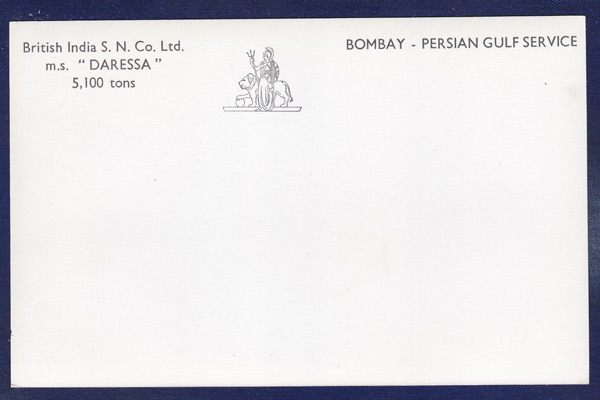 British India S. N. Co. Ltd.
m.s. “ DARESSA ”
5,100 tons
BOMBAY - PERSIAN GULF SERVICE